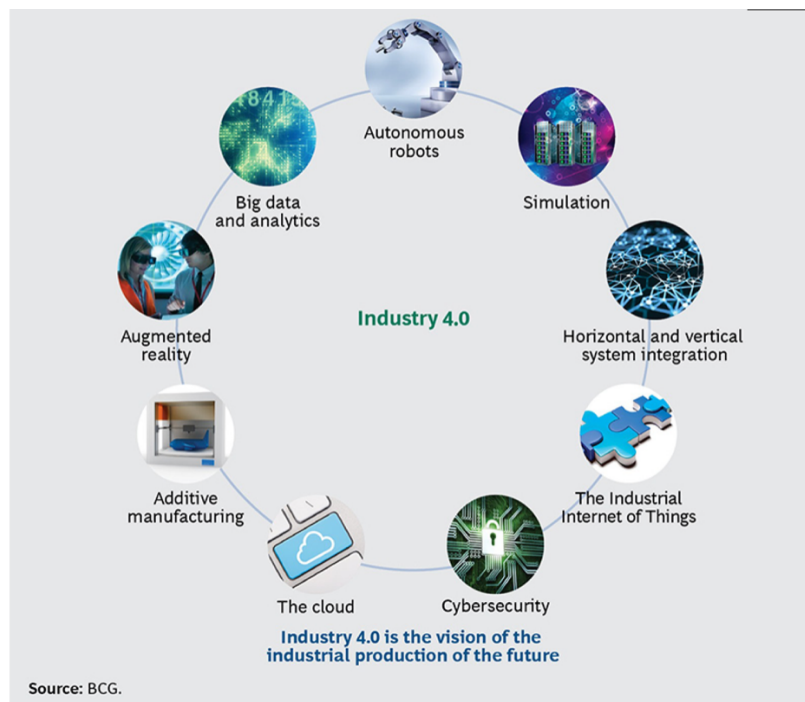 4841
Autonomous
robots
Simulation
Horizontal and vertical
system integration
The Industrial
Internet of Things
Cybersecurity
The cloud
Additive
manufacturing
Augmented
reality
Big data
and analytics
Industry 4.0
Industry 4.0 is the vision of the
industrial production of the future
Source: BCG.